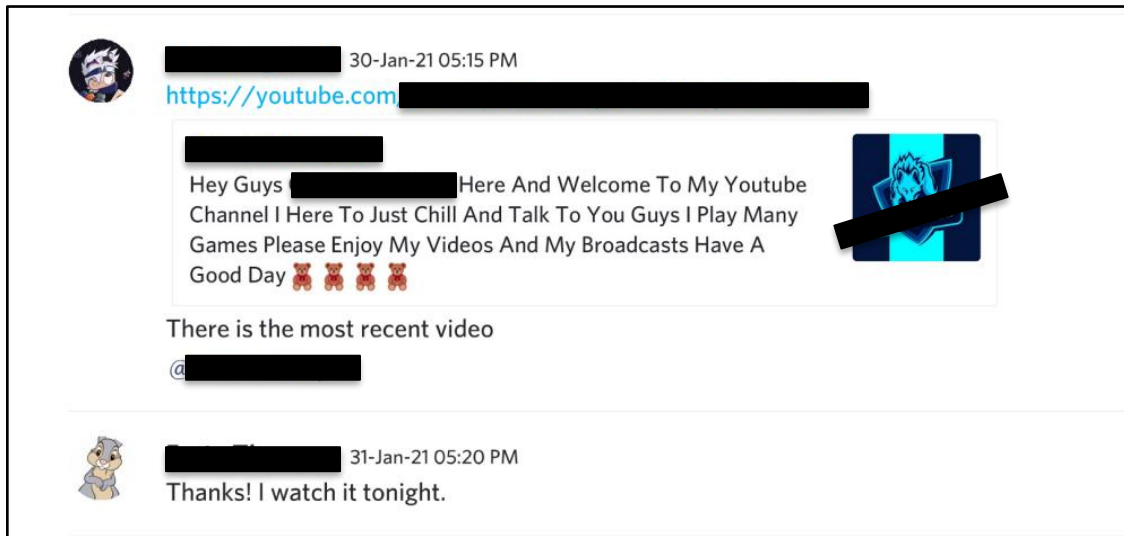 30-Jan-21 05:15 PM
https://youtube.com
Hey Guys Here And Welcome To My Youtube
Channel I Here To Just Chill And Talk To You Guys I Play Many
Games Please Enjoy My Videos And My Broadcasts Have A
Good Day 🧸 🧸 🧸 🧸
There is the most recent video
@
31-Jan-21 05:20 PM
Thanks! I watch it tonight.